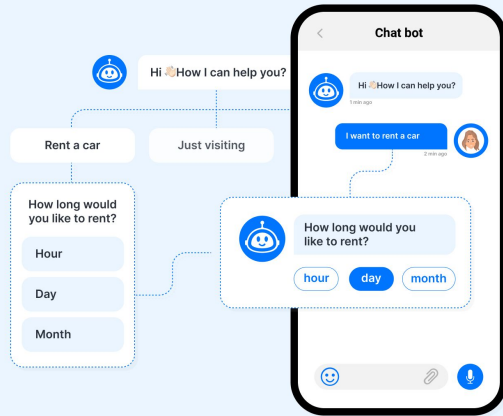 Hi 👋🏻How I can help you?
Rent a car
Just visiting
How long would
you like to rent?
Hour
Day
Month
Chat bot
Hi 👋🏻How I can help you?
1 min ago
I want to rent a car
2 min ago
How long would you
like to rent?
hour
day
month